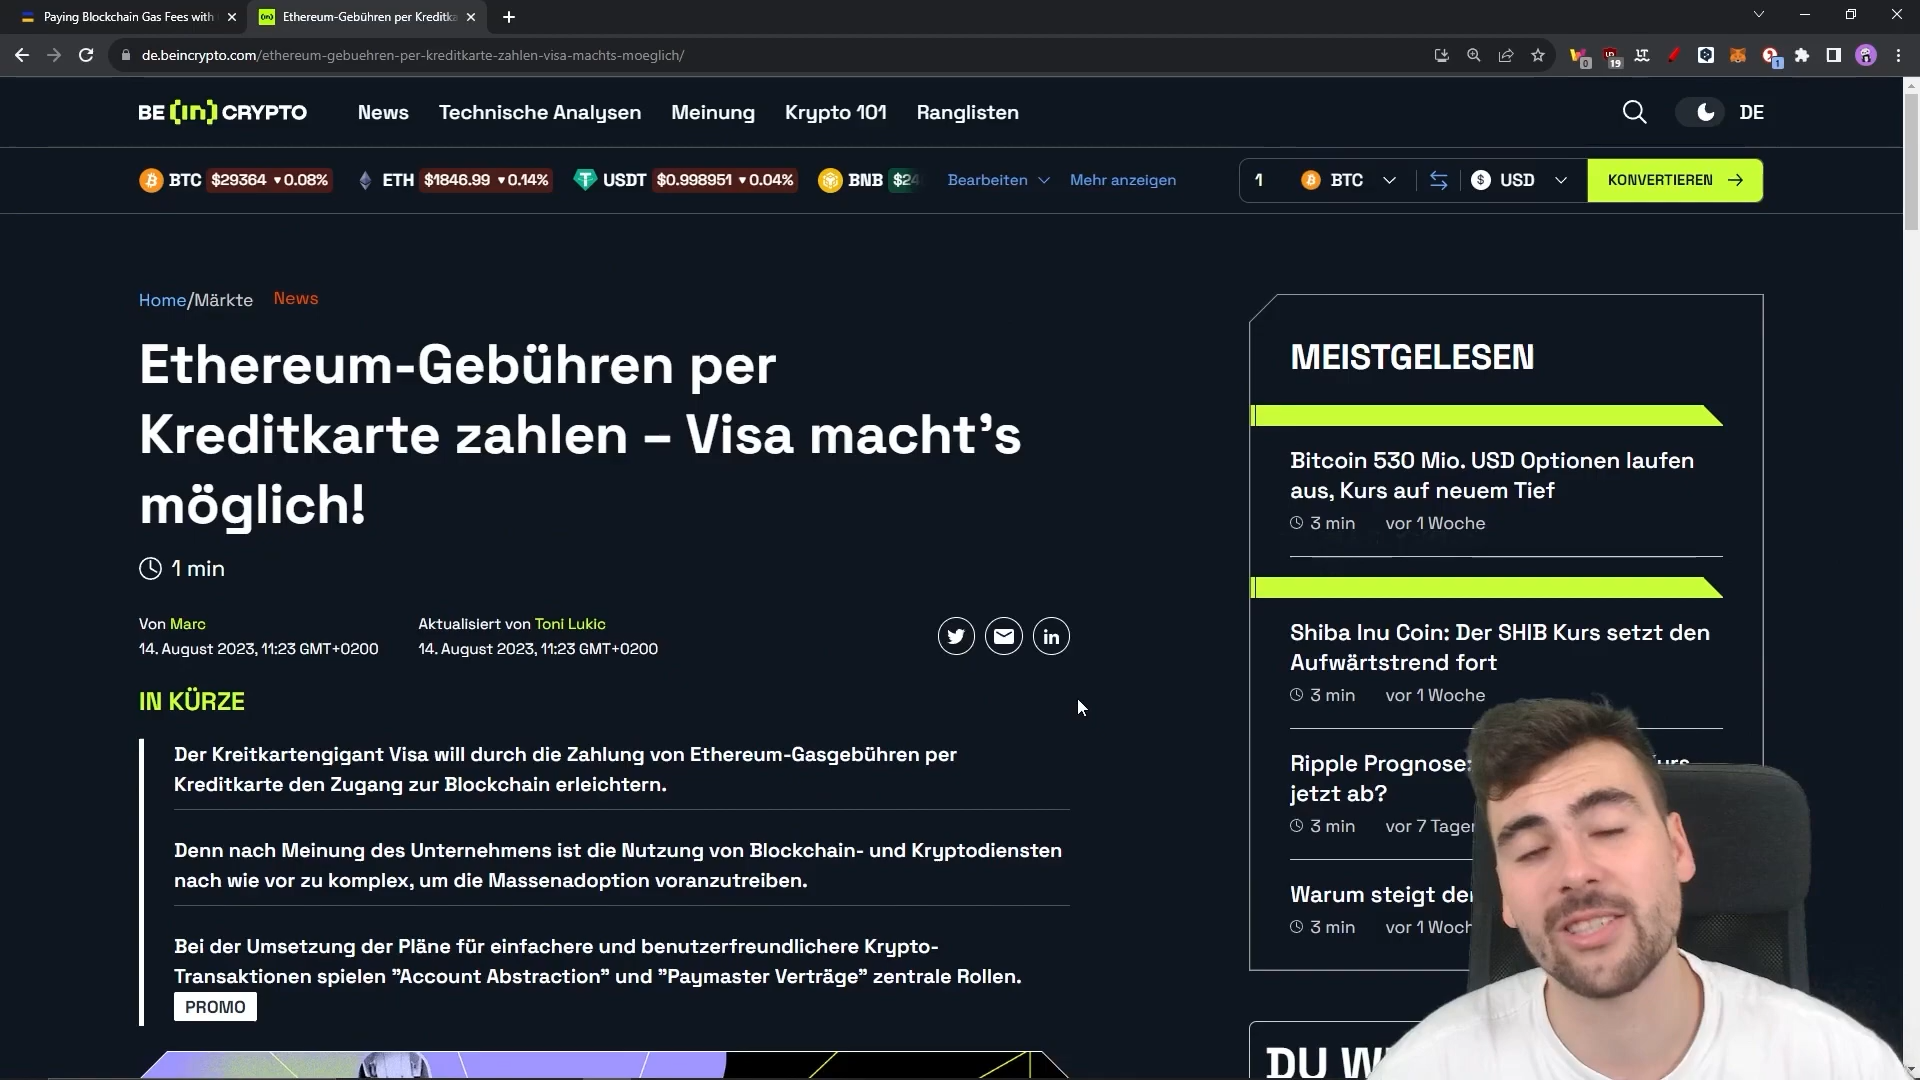 Paying Blockchain Gas Fees with
Ethereum-Gebühren per Kreditka
de.beincrypto.com/ethereum-gebuehren-per-kreditkarte-zahlen-visa-machts-moeglich/
0
19
1
BE[in]CRYPTO
News
Technische Analysen
Meinung
Krypto 101
Ranglisten
DE
BTC $29364 ▾0.08%
ETH $1846.99 ▾0.14%
USDT $0.998951 ▾0.04%
BNB $24
Bearbeiten
Mehr anzeigen
1
BTC
USD
KONVERTIEREN →
Home/Märkte
News
Ethereum-Gebühren per
Kreditkarte zahlen – Visa macht’s
möglich!
1 min
Von Marc
14. August 2023, 11:23 GMT+0200
Aktualisiert von Toni Lukic
14. August 2023, 11:23 GMT+0200
IN KÜRZE
Der Kreitkartengigant Visa will durch die Zahlung von Ethereum-Gasgebühren per
Kreditkarte den Zugang zur Blockchain erleichtern.
Denn nach Meinung des Unternehmens ist die Nutzung von Blockchain- und Kryptodiensten
nach wie vor zu komplex, um die Massenadoption voranzutreiben.
Bei der Umsetzung der Pläne für einfachere und benutzerfreundlichere Krypto-
Transaktionen spielen ”Account Abstraction” und ”Paymaster Verträge” zentrale Rollen.
PROMO
MEISTGELESEN
Bitcoin 530 Mio. USD Optionen laufen
aus, Kurs auf neuem Tief
3 min vor 1 Woche
Shiba Inu Coin: Der SHIB Kurs setzt den
Aufwärtstrend fort
3 min vor 1 Woche
Ripple Prognose:
jetzt ab?
3 min vor 7 Tagen
Warum steigt der
3 min vor 1 Woch
DU W